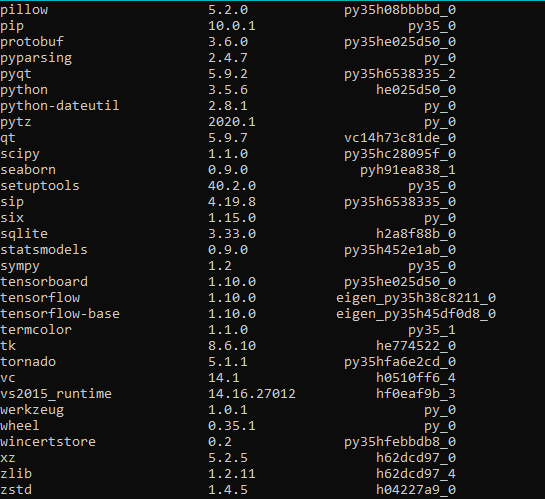 pillow 5.2.0 py35h08bbbbd_0
pip 10.0.1 py35_0
protobuf 3.6.0 py35he025d50_0
pyparsing 2.4.7 py_0
pyqt 5.9.2 py35h6538335_2
python 3.5.6 he025d50_0
python-dateutil 2.8.1 py_0
pytz 2020.1 py_0
qt 5.9.7 vc14h73c81de_0
scipy 1.1.0 py35hc28095f_0
seaborn 0.9.0 pyh91ea838_1
setuptools 40.2.0 py35_0
sip 4.19.8 py35h6538335_0
six 1.15.0 py_0
sqlite 3.33.0 h2a8f88b_0
statsmodels 0.9.0 py35h452e1ab_0
sympy 1.2 py35_0
tensorboard 1.10.0 py35he025d50_0
tensorflow 1.10.0 eigen_py35h38c8211_0
tensorflow-base 1.10.0 eigen_py35h45df0d8_0
termcolor 1.1.0 py35_1
tk 8.6.10 he774522_0
tornado 5.1.1 py35hfa6e2cd_0
vc 14.1 h0510ff6_4
vs2015_runtime 14.16.27012 hf0eaf9b_3
werkzeug 1.0.1 py_0
wheel 0.35.1 py_0
wincertstore 0.2 py35hfebbdb8_0
xz 5.2.5 h62dcd97_0
zlib 1.2.11 h62dcd97_4
zstd 1.4.5 h04227a9_0